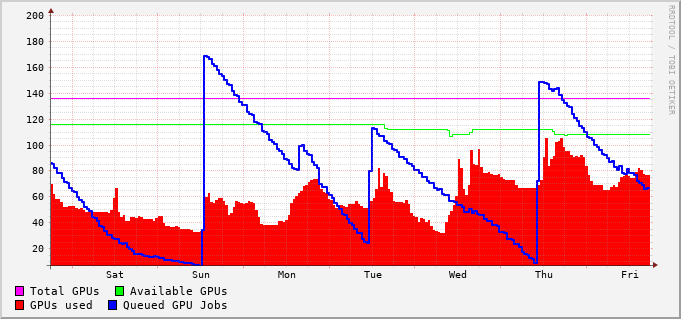 200
180
160
140
120
100
80
60
40
20
Sat Sun Mon Tue Wed Thu Fri
Total GPUs Available GPUs
GPUs used Queued GPU Jobs
RRDTOOL / TOBI OETIKER